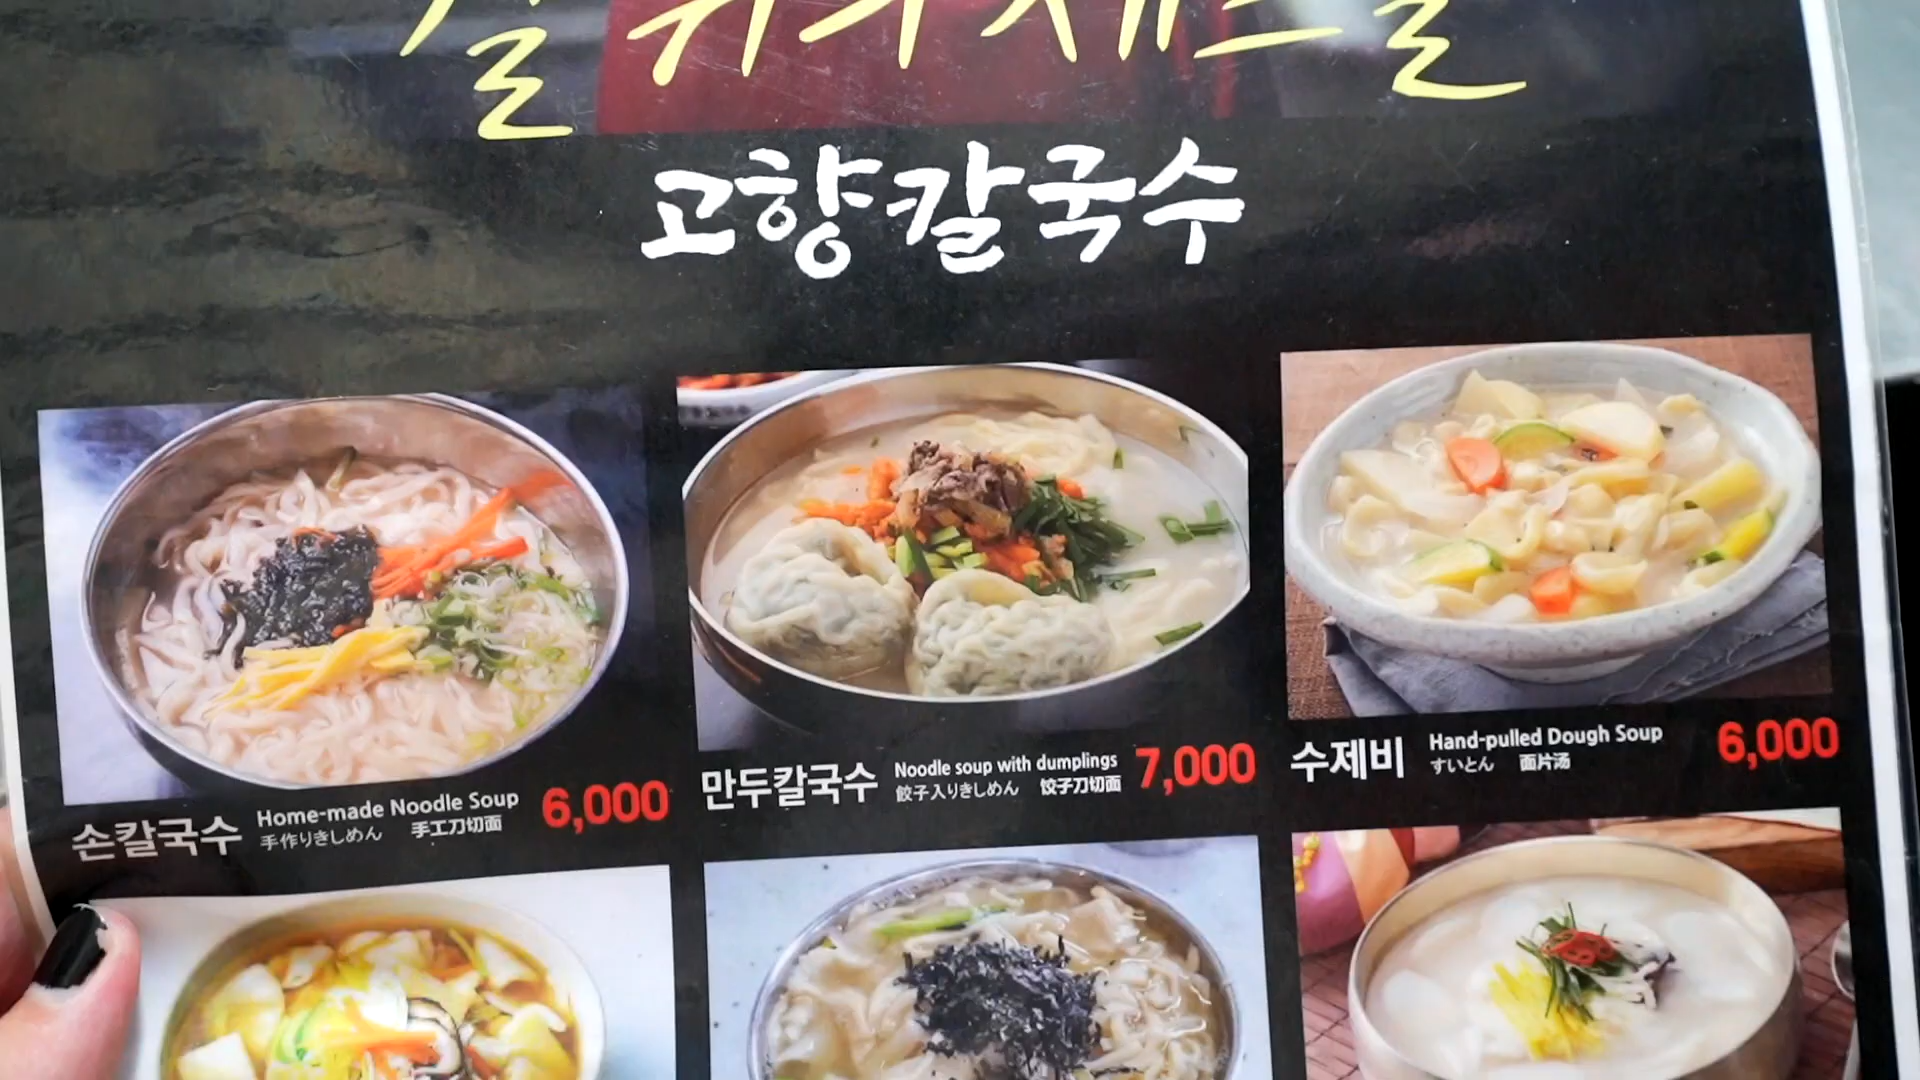 고향칼국수
손칼국수 Home-made Noodle Soup 6,000
手作りきしめん 手工刀切面
만두칼국수 Noodle soup with dumplings 7,000
餃子入りきしめん 饺子刀切面
수제비 Hand-pulled Dough Soup 6,000
すいとん 面片汤